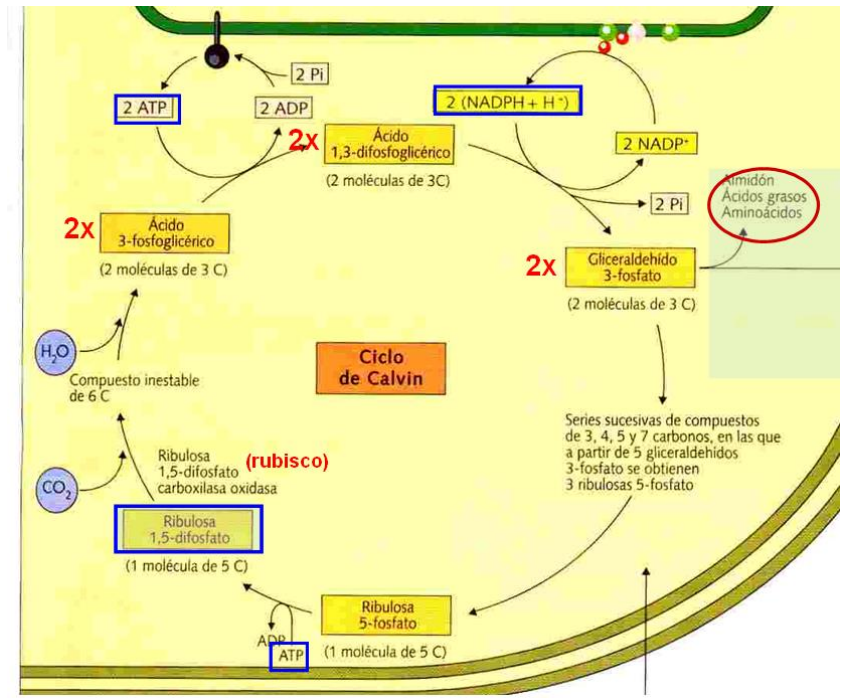 2 Pi
2 ATP
2 ADP
2 (NADPH + H⁺)
2 NADP⁺
2 Pi
2x
Ácido
1,3-difosfoglicérico
(2 moléculas de 3C)
Almidón
Ácidos grasos
Aminoácidos
2x
Ácido
3-fosfoglicérico
(2 moléculas de 3 C)
2x
Gliceraldehído
3-fosfato
(2 moléculas de 3 C)
H₂O
Compuesto inestable
de 6 C
Ciclo
de Calvin
Series sucesivas de compuestos
de 3, 4, 5 y 7 carbonos, en las que
a partir de 5 gliceraldehídos
3-fosfato se obtienen
3 ribulosas 5-fosfato
CO₂
Ribulosa
1,5-difosfato
carboxilasa oxidasa
(rubisco)
Ribulosa
1,5-difosfato
(1 molécula de 5 C)
ADP
ATP
Ribulosa
5-fosfato
(1 molécula de 5 C)